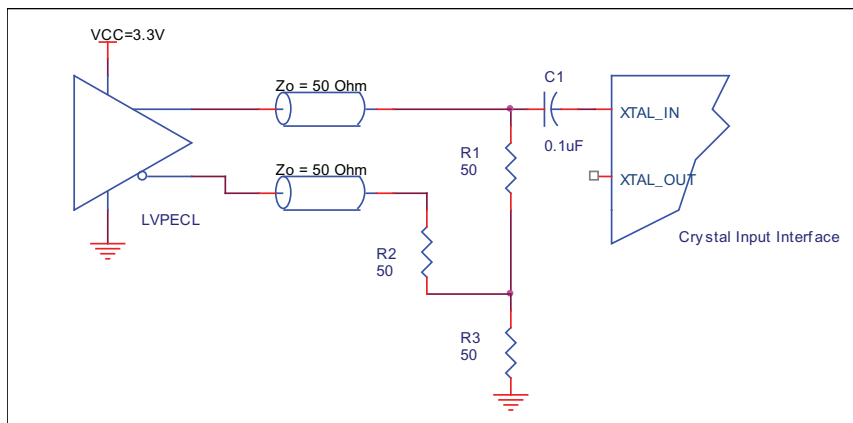 VCC=3.3V
Zo = 50 Ohm
C1
XTAL_IN
0.1uF
R1
50
Zo = 50 Ohm
XTAL_OUT
LVPECL
Crystal Input Interface
R2
50
R3
50